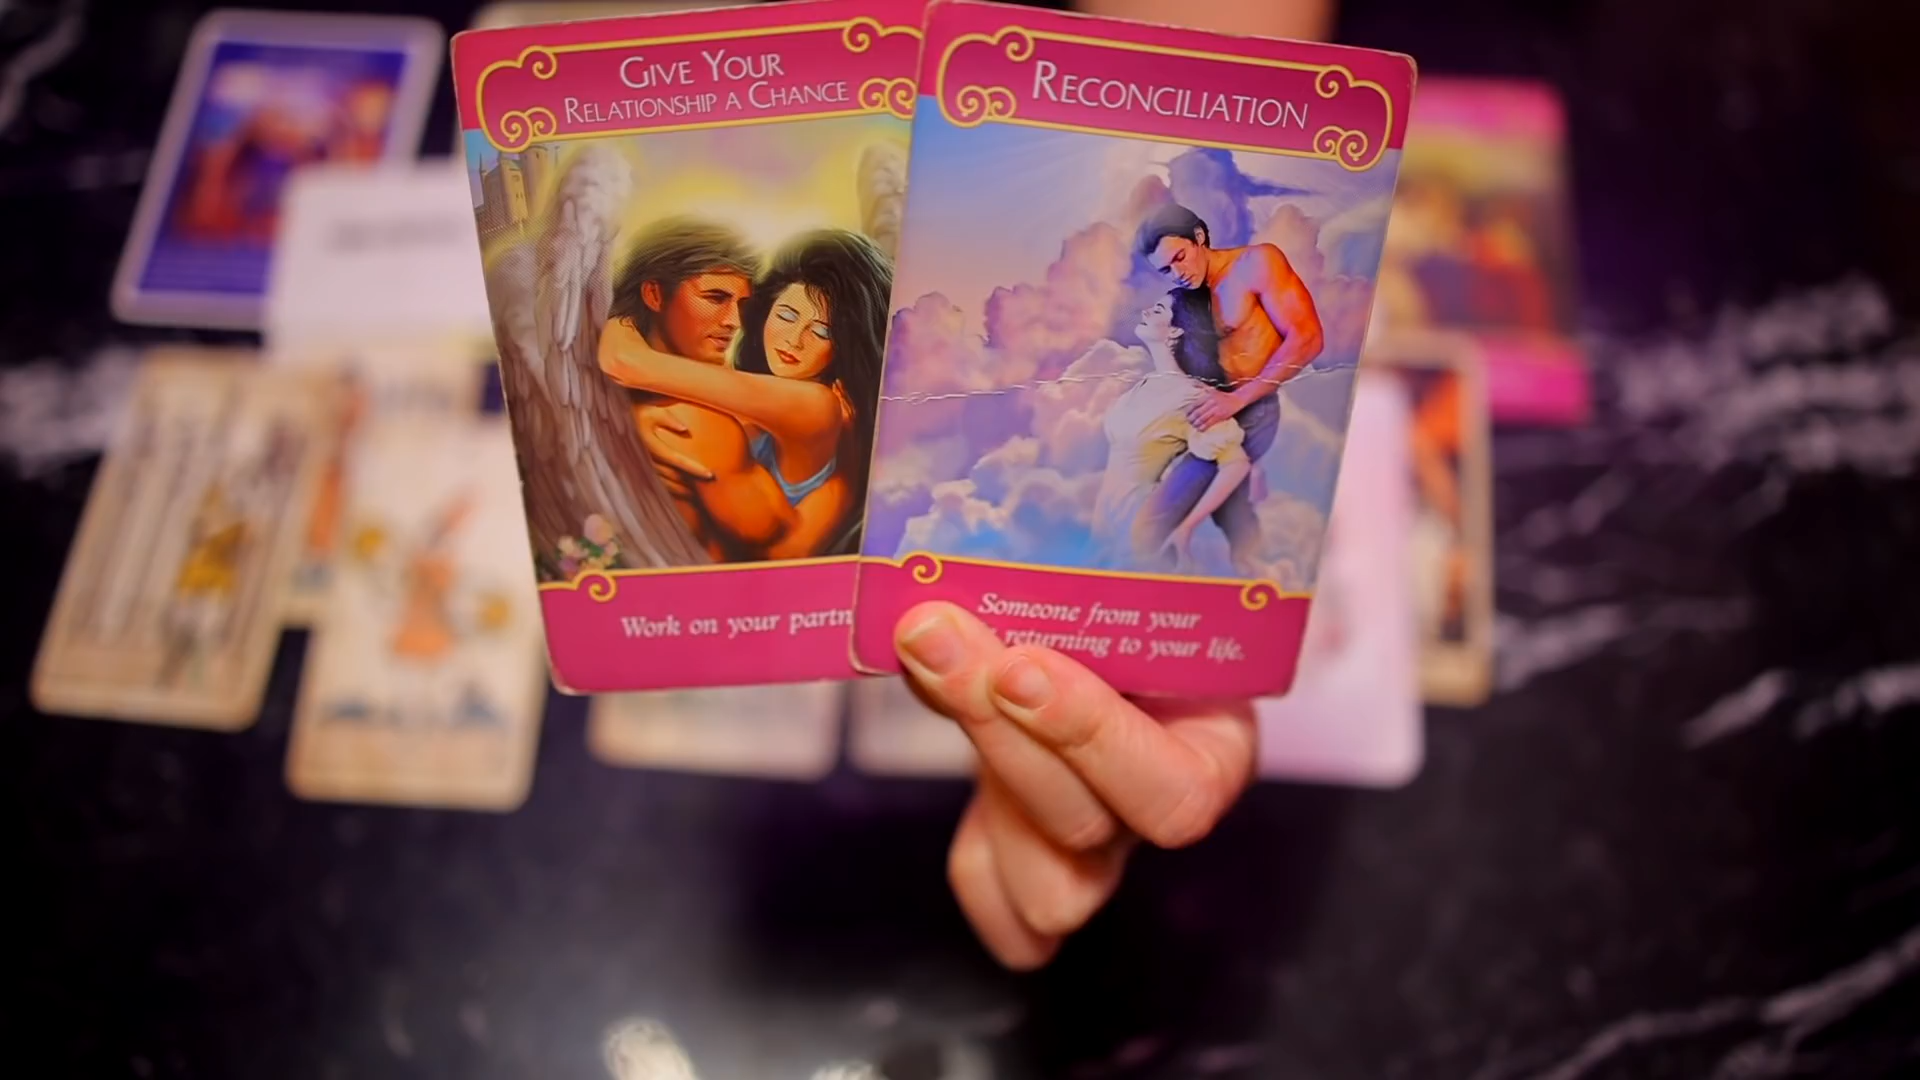 GIVE YOUR
RELATIONSHIP A CHANCE
Work on your partn
RECONCILIATION
Someone from your
returning to your life.